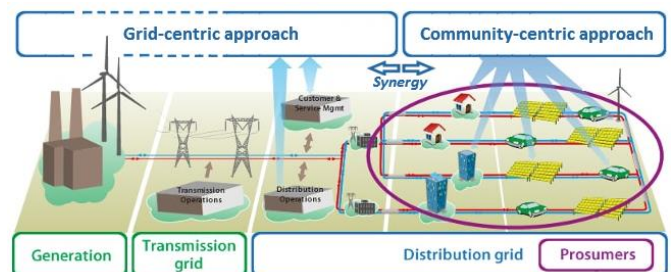 Grid-centric approach
Community-centric approach
Synergy
Customer &
Service Mgmt
Transmission
Operations
Distribution
Operations
Generation
Transmission
grid
Distribution grid
Prosumers